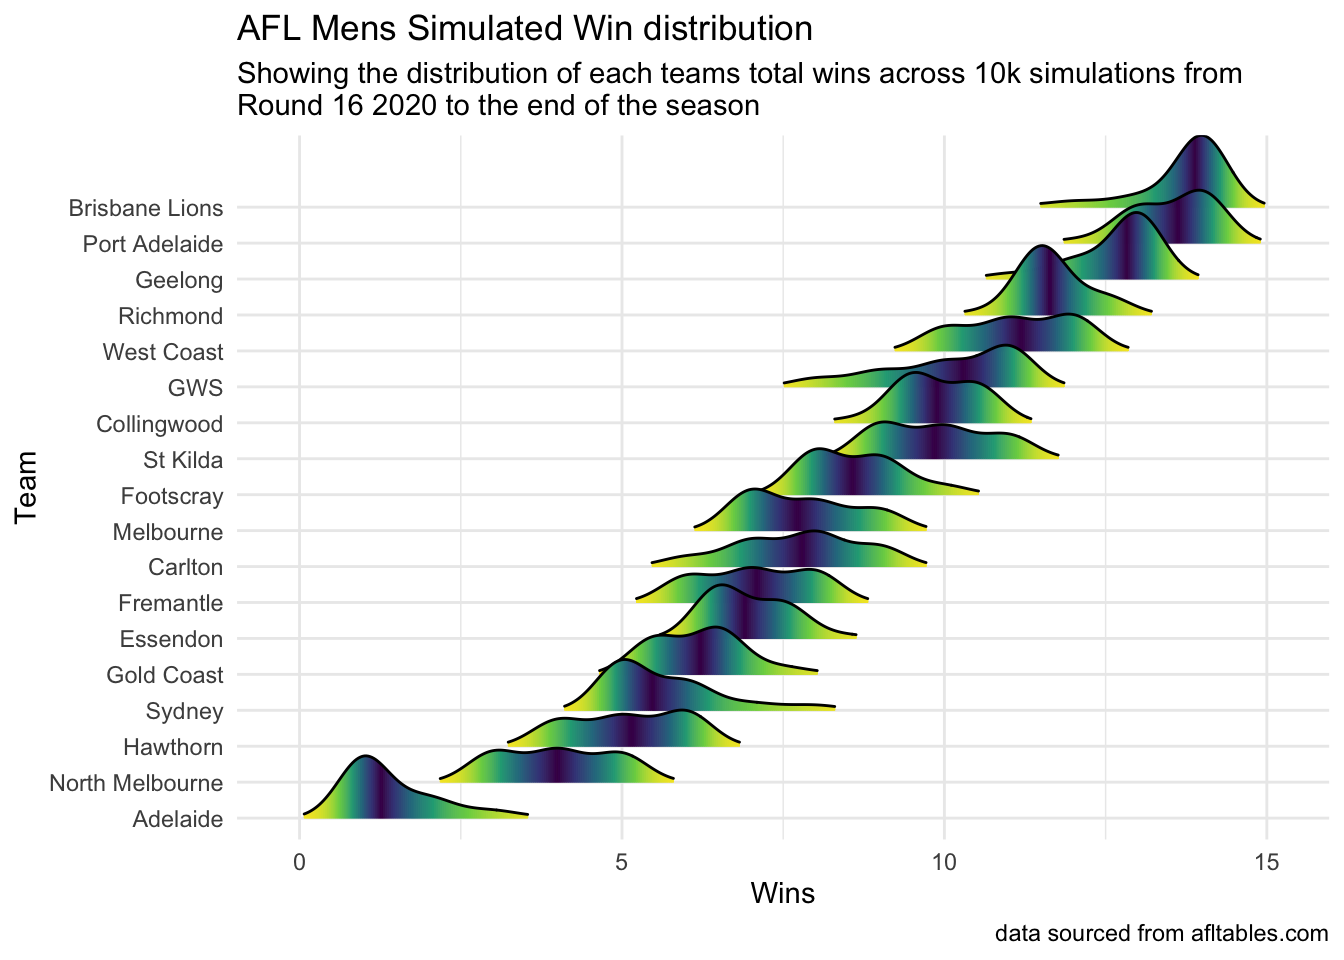 AFL Mens Simulated Win distribution
Showing the distribution of each teams total wins across 10k simulations from
Round 16 2020 to the end of the season
Team
Brisbane Lions
Port Adelaide
Geelong
Richmond
West Coast
GWS
Collingwood
St Kilda
Footscray
Melbourne
Carlton
Fremantle
Essendon
Gold Coast
Sydney
Hawthorn
North Melbourne
Adelaide
0 5 10 15
Wins
data sourced from afltables.com